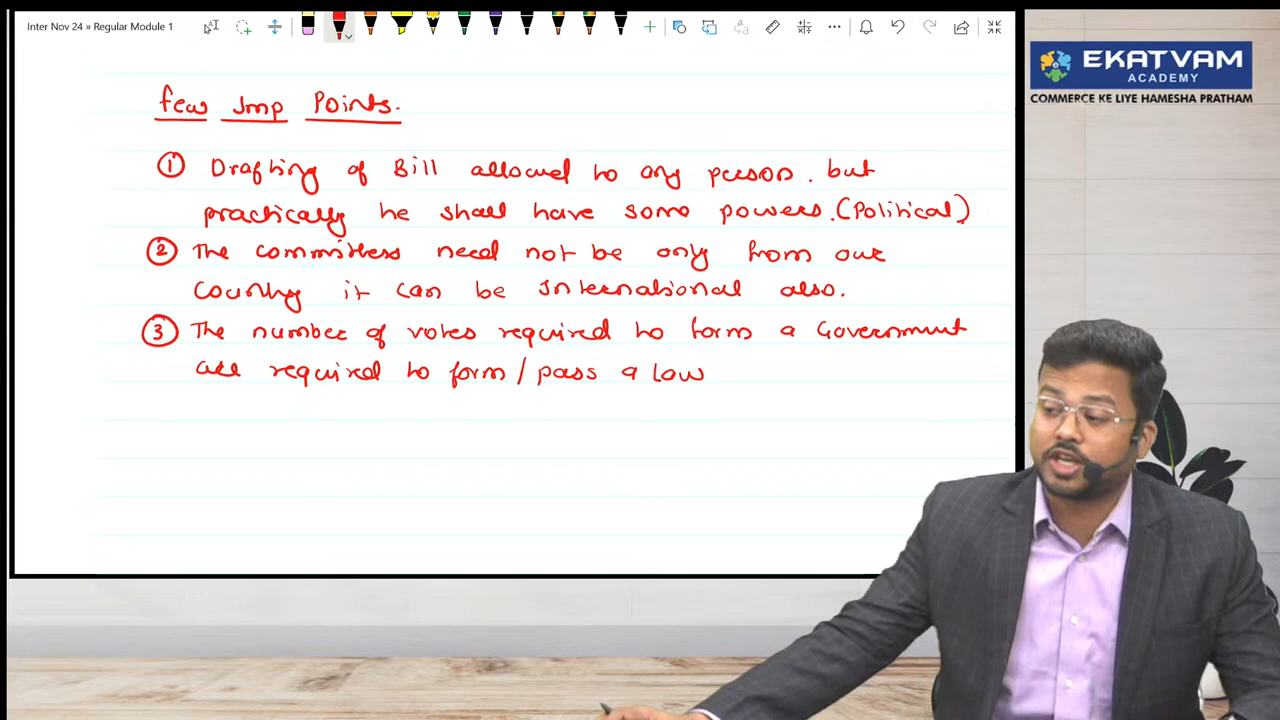 Inter Nov 24 » Regular Module 1
EKATVAM
ACADEMY
COMMERCE KE LIYE HAMESHA PRATHAM
few Imp Points.
① Drafting of Bill allowed to any person. but
practically he shall have some powers. (Political)
② The committees need not be only from our
country it can be International also.
③ The number of votes required to form a Government
are required to form / pass a law